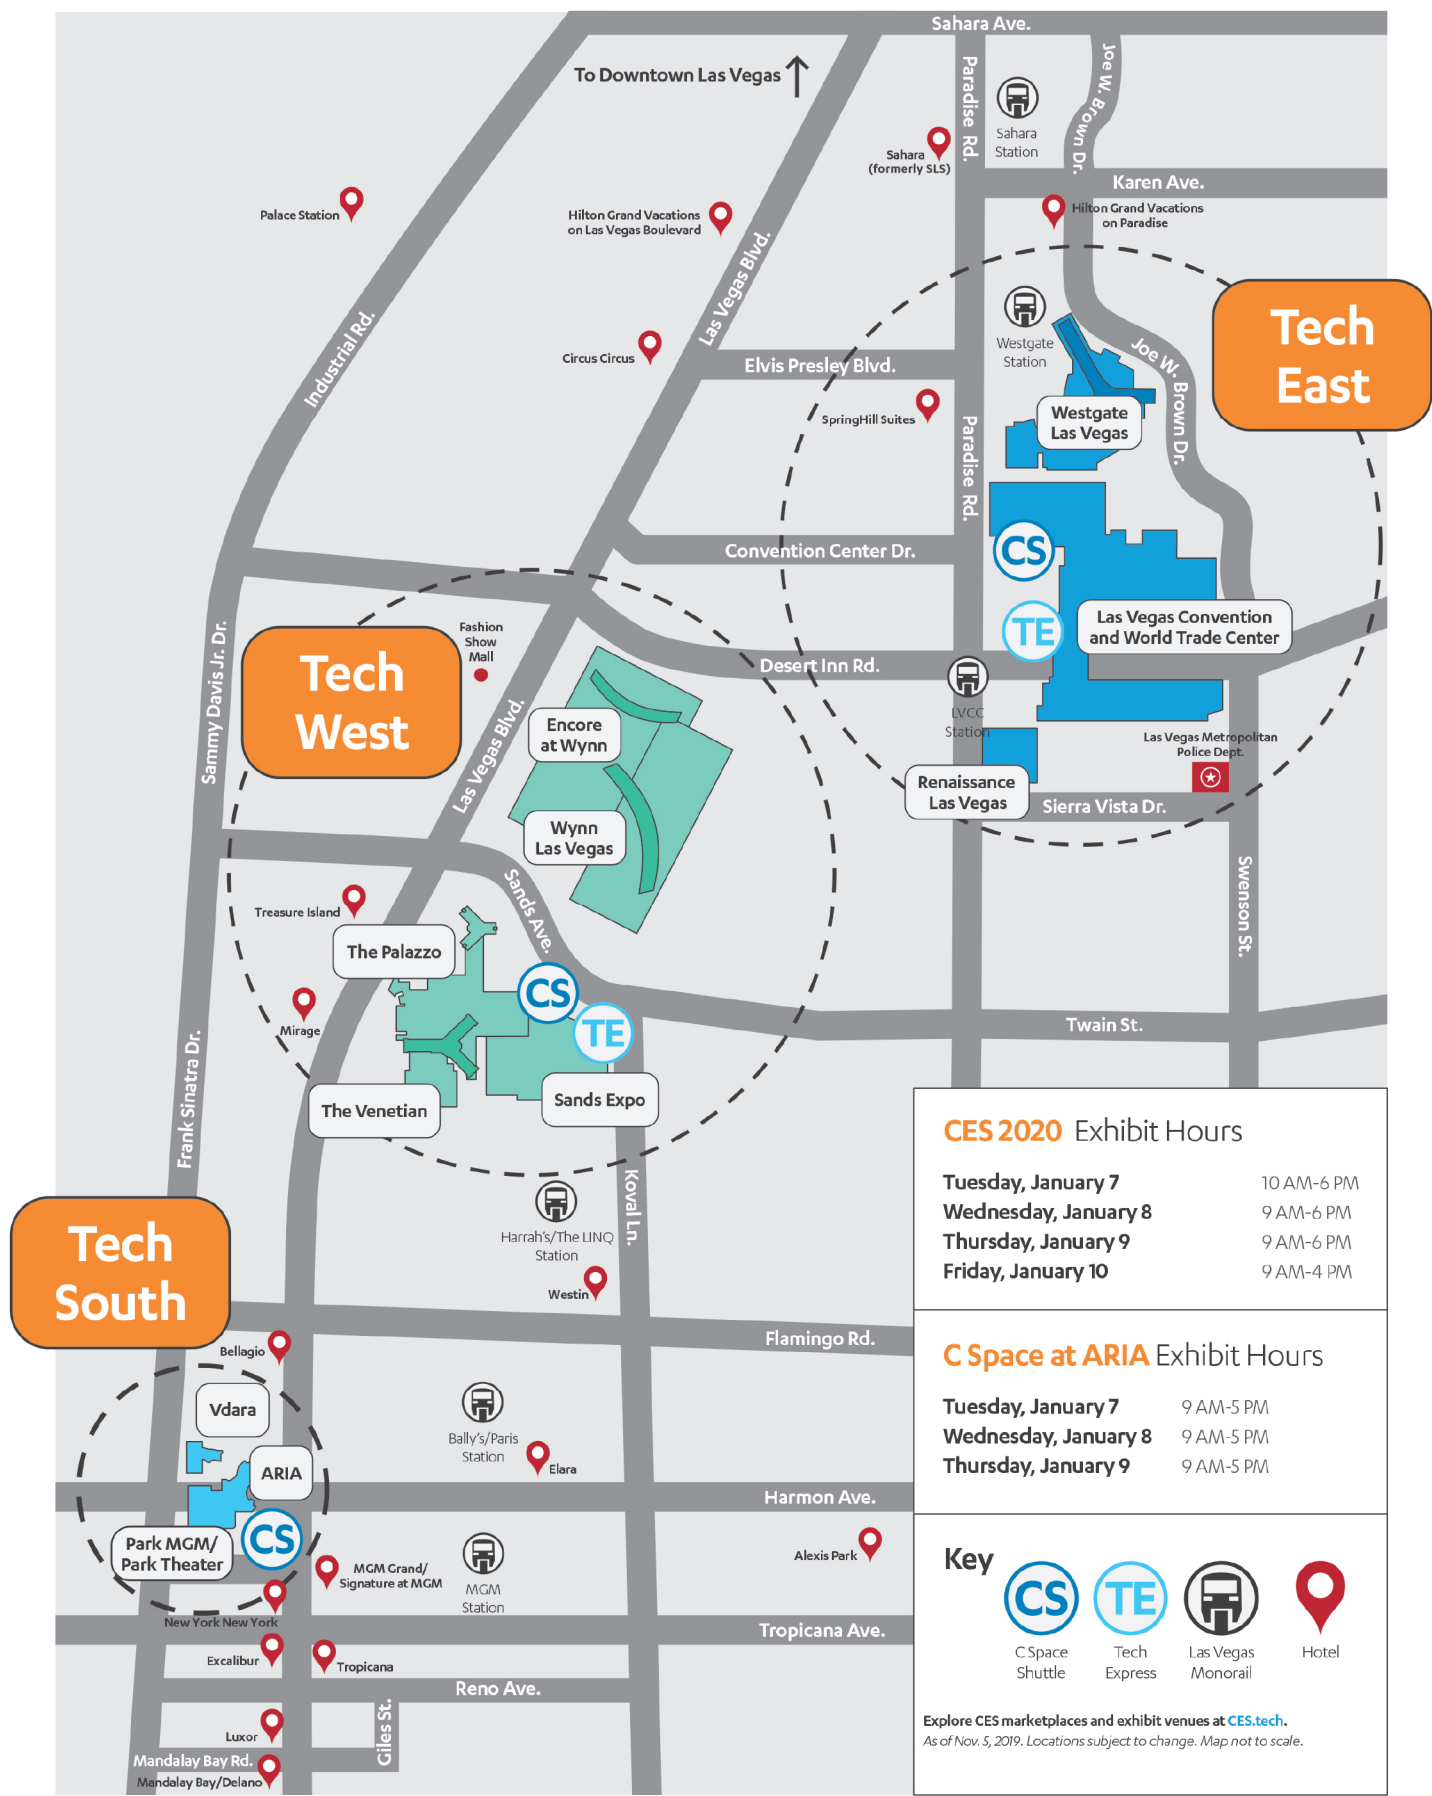 Sahara Ave.
To Downtown Las Vegas
Paradise Rd.
Joe W. Brown Dr.
Sahara
Station
Sahara
(formerly SLS)
Karen Ave.
Palace Station
Hilton Grand Vacations
on Las Vegas Boulevard
Hilton Grand Vacations
on Paradise
Las Vegas Blvd.
Industrial Rd.
Tech
East
Westgate
Station
Circus Circus
Elvis Presley Blvd.
Joe W. Brown Dr.
SpringHill Suites
Westgate
Las Vegas
Paradise Rd.
CS
Convention Center Dr.
TE
Las Vegas Convention
and World Trade Center
Fashion
Show
Mall
Tech
West
Desert Inn Rd.
Sammy Davis Jr. Dr.
LVCC
Station
Encore
at Wynn
Las Vegas Blvd.
Las Vegas Metropolitan
Police Dept.
Renaissance
Las Vegas
Sierra Vista Dr.
Wynn
Las Vegas
Sands Ave.
Swenson St.
Treasure Island
The Palazzo
CS
TE
Mirage
Twain St.
Frank Sinatra Dr.
The Venetian
Sands Expo
Koval Ln.
Harrah's/The LINQ
Station
Westin
Tech
South
Flamingo Rd.
Bellagio
Vdara
Bally's/Paris
Station
Elara
ARIA
Harmon Ave.
CS
Park MGM/
Park Theater
MGM Grand/
Signature at MGM
MGM
Station
Alexis Park
New York New York
Tropicana Ave.
Excalibur
Tropicana
Reno Ave.
Giles St.
Luxor
Mandalay Bay Rd.
Mandalay Bay/Delano
CES 2020 Exhibit Hours
Tuesday, January 7 10 AM-6 PM
Wednesday, January 8 9 AM-6 PM
Thursday, January 9 9 AM-6 PM
Friday, January 10 9 AM-4 PM
C Space at ARIA Exhibit Hours
Tuesday, January 7 9 AM-5 PM
Wednesday, January 8 9 AM-5 PM
Thursday, January 9 9 AM-5 PM
Key
CS
TE
C Space
Shuttle
Tech
Express
Las Vegas
Monorail
Hotel
Explore CES marketplaces and exhibit venues at CES.tech.
As of Nov. 5, 2019. Locations subject to change. Map not to scale.